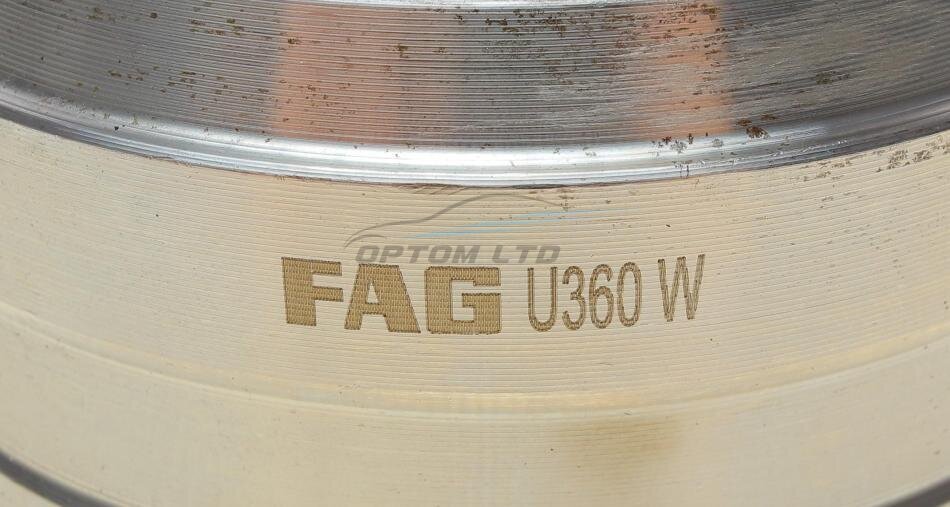 OPTOM LTD
FAG U360 W